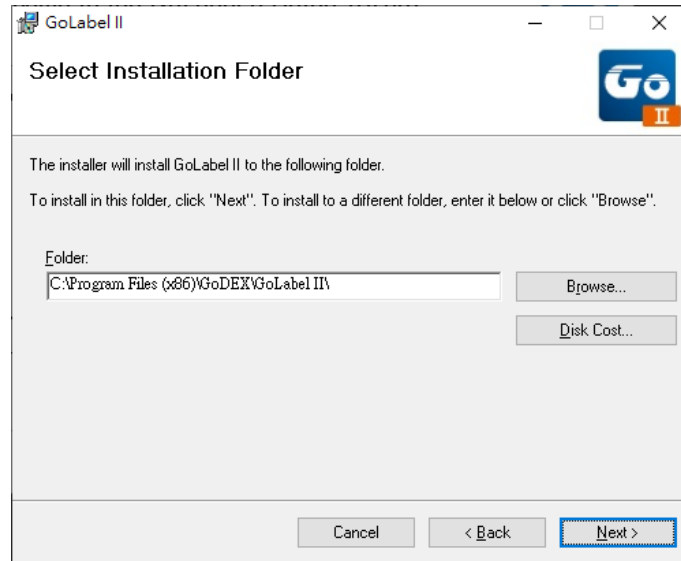 GoLabel II
Select Installation Folder
Go
II
The installer will install GoLabel II to the following folder.
To install in this folder, click "Next". To install to a different folder, enter it below or click "Browse".
Folder:
C:\Program Files (x86)\GoDEX\GoLabel II\
Browse...
Disk Cost...
Cancel
< Back
Next >